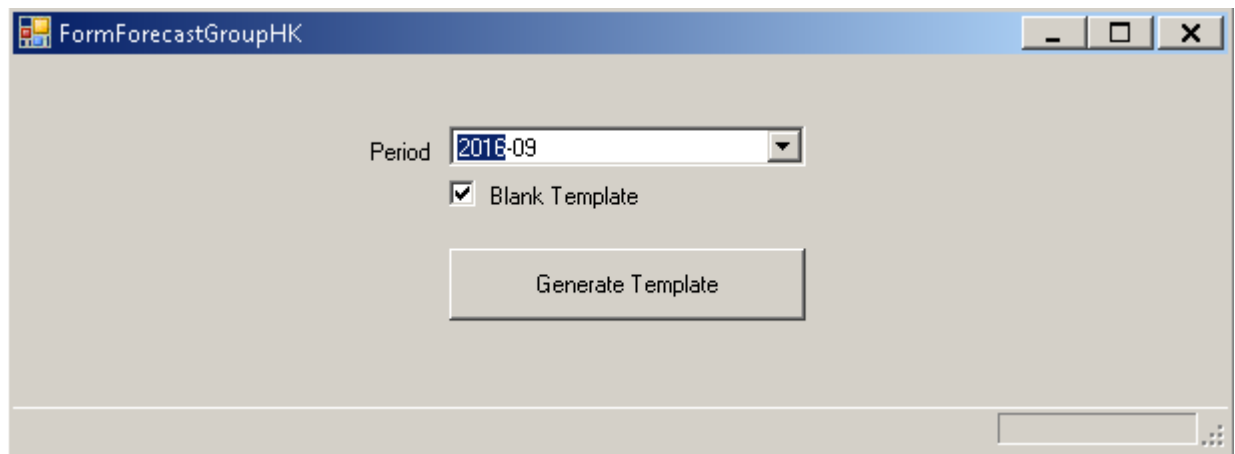 FormForecastGroupHK
Period 2016-09
Blank Template
Generate Template